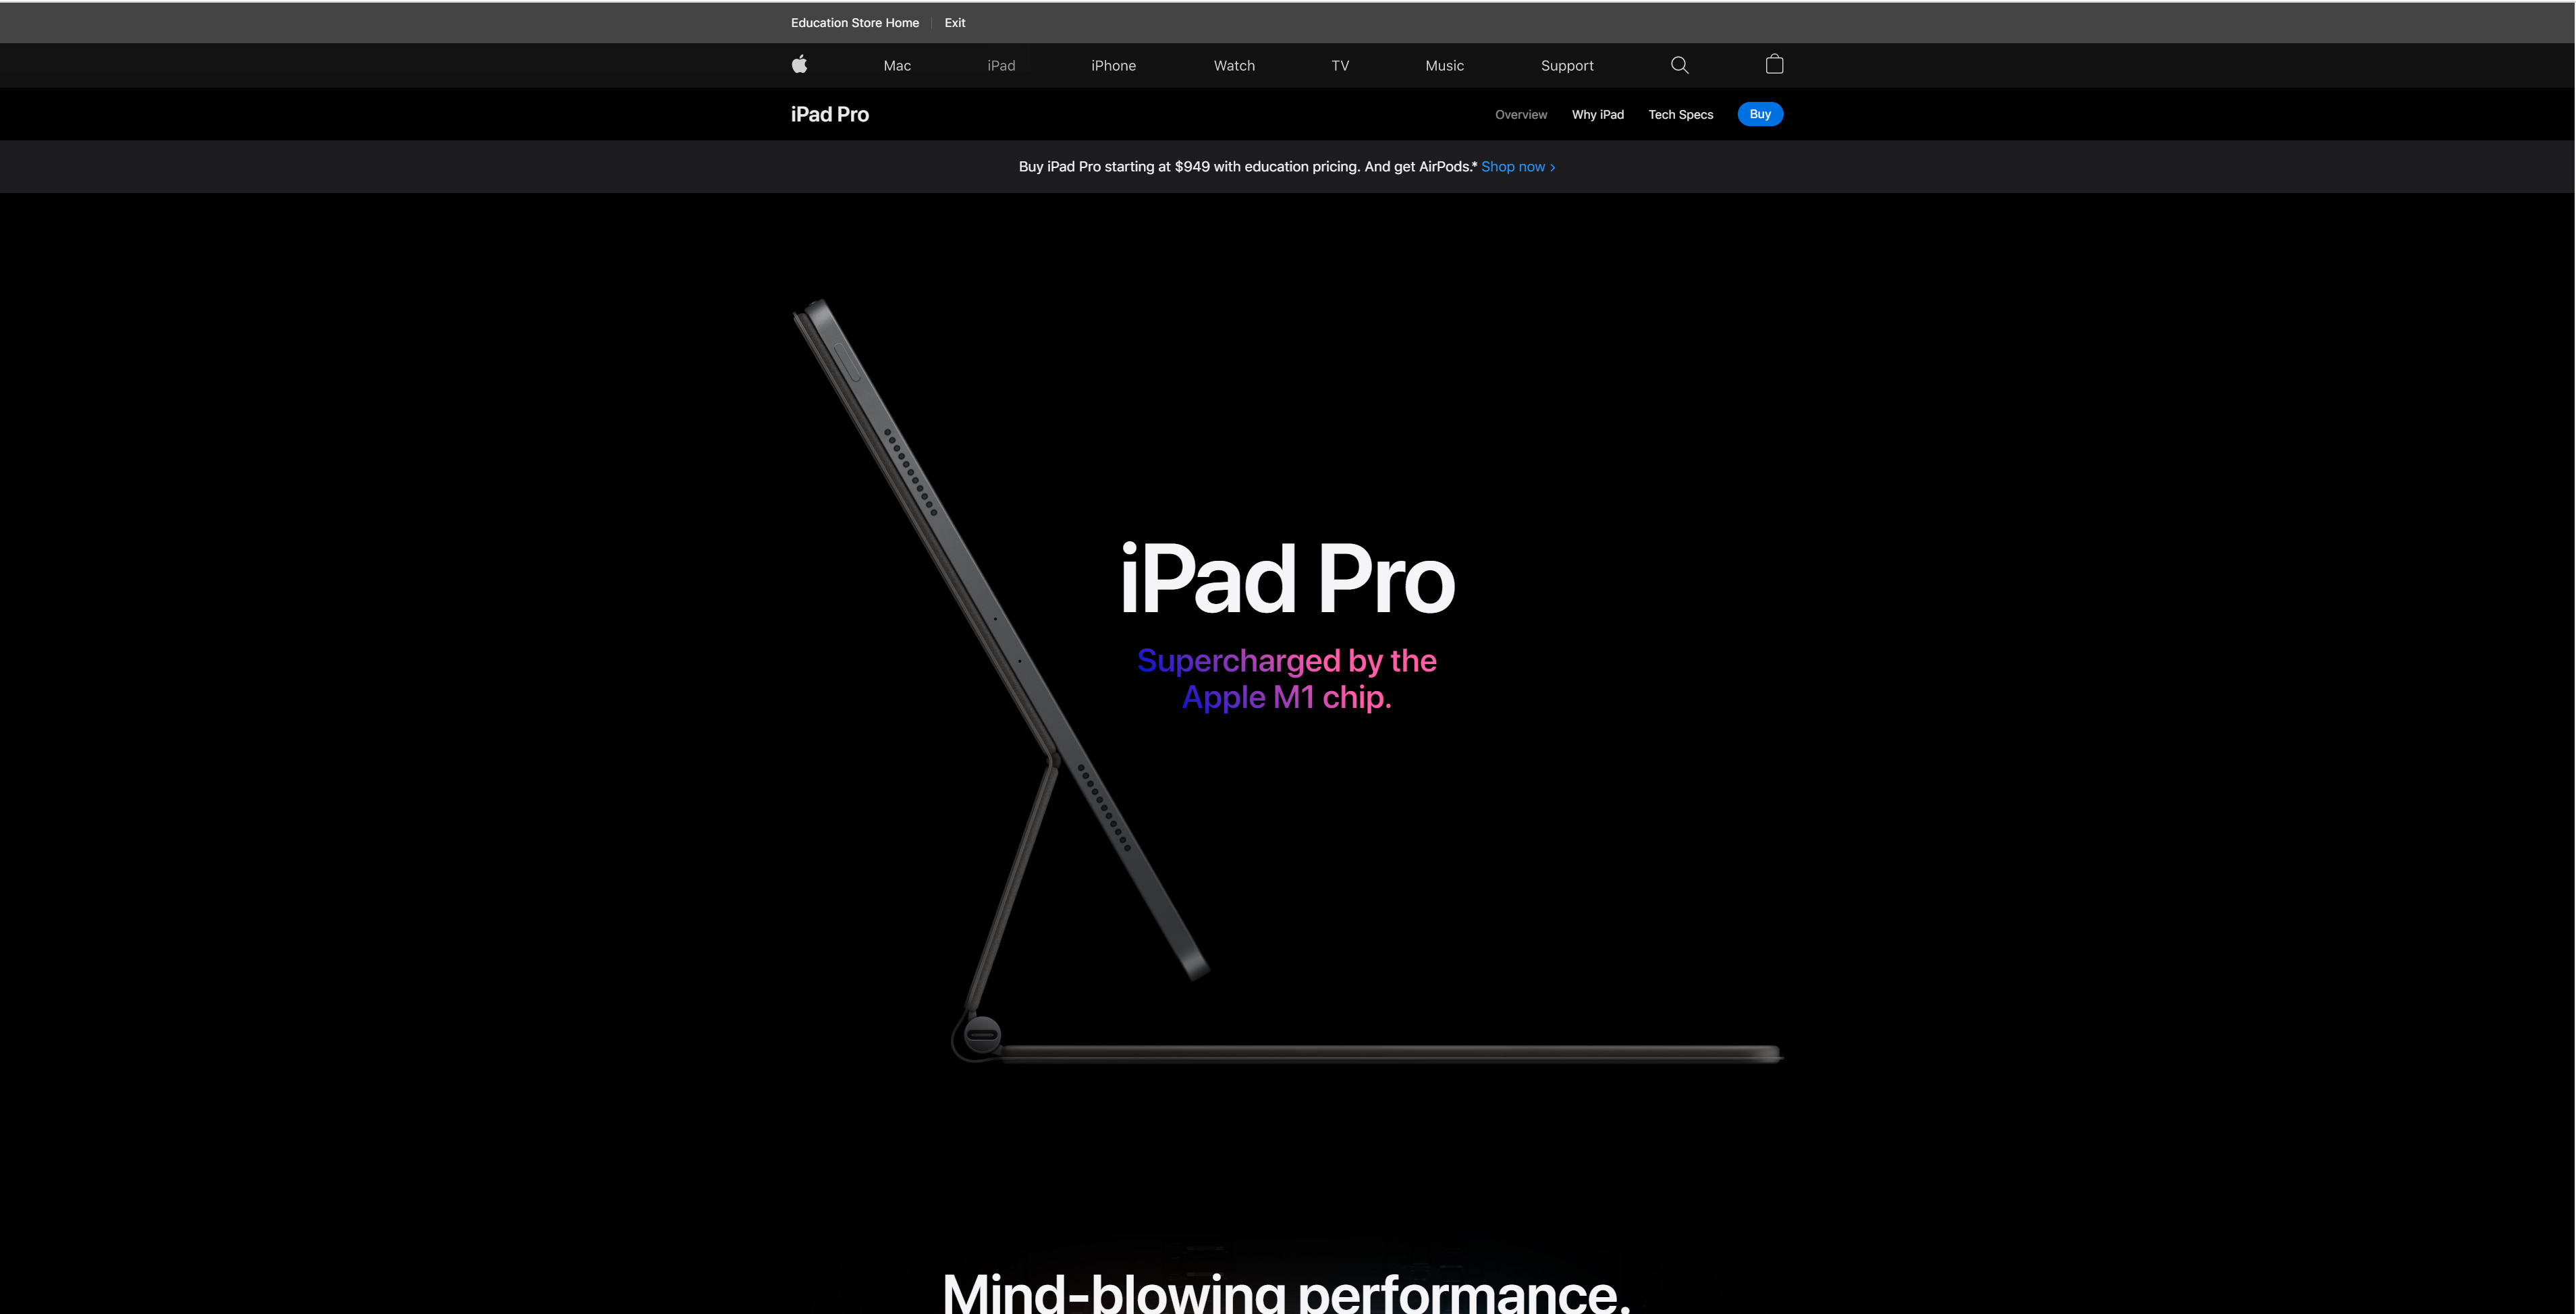 Education Store Home Exit
Mac iPad iPhone Watch TV Music Support
iPad Pro Overview Why iPad Tech Specs Buy
Buy iPad Pro starting at $949 with education pricing. And get AirPods.* Shop now >
iPad Pro
Supercharged by the
Apple M1 chip.
Mind-blowing performance.